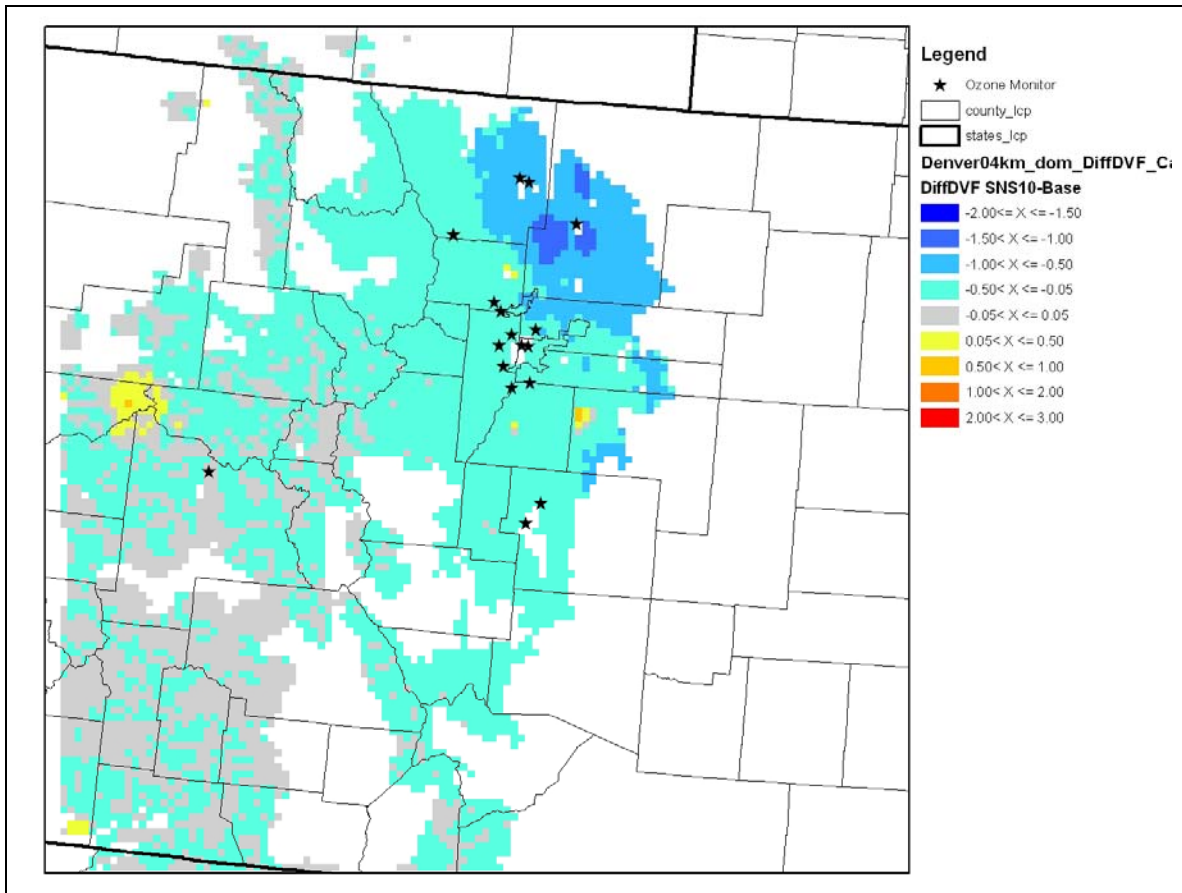 Legend
Ozone Monitor
county_lcp
states_lcp
Denver04km_dom_DiffDVF_Ca
DiffDVF SNS10-Base
-2.00<= X <= -1.50
-1.50< X <= -1.00
-1.00< X <= -0.50
-0.50< X <= -0.05
-0.05< X <= 0.05
0.05< X <= 0.50
0.50< X <= 1.00
1.00< X <= 2.00
2.00< X <= 3.00